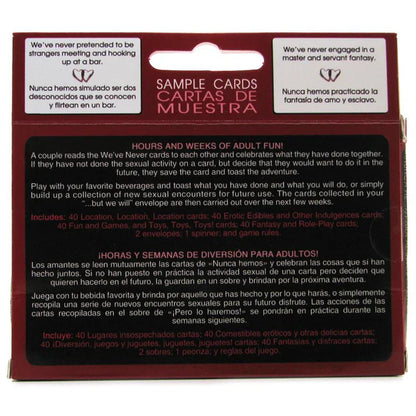 We've never pretended to be
strangers meeting and hooking
up at a bar.
Nunca hemos simulado ser dos
desconocidos que se conocen
y flirtean en un bar.
SAMPLE CARDS
CARTAS DE
MUESTRA
We've never engaged in a
master and servant fantasy.
Nunca hemos practicado la
fantasía de amo y esclavo.
HOURS AND WEEKS OF ADULT FUN!
A couple reads the We've Never cards to each other and celebrates what they have done together.
If they have not done the sexual activity on a card, but decide that they would want to do it in the
future, they save the card and toast the adventure.
Play with your favorite beverages and toast what you have done and what you will do, or simply
build up a collection of new sexual encounters for future use. The cards collected in your
"...but we will" envelope are then carried out over the next few weeks.
Includes: 40 Location, Location, Location cards; 40 Erotic Edibles and Other Indulgences cards;
40 Fun and Games, and Toys, Toys, Toys! cards; 40 Fantasy and Role-Play cards;
2 envelopes; 1 spinner; and game rules.
¡HORAS Y SEMANAS DE DIVERSIÓN PARA ADULTOS!
Los amantes se leen mutuamente las cartas de «Nunca hemos» y celebran las cosas que sí han
hecho juntos. Si no han puesto en práctica la actividad sexual de una carta pero deciden que
quieren hacerlo en el futuro, la guardan en un sobre y brindan por la próxima aventura.
Juega con tu bebida favorita y brinda por aquello que has hecho y por lo que harás, o simplemente
recopila una serie de nuevos encuentros sexuales para su futuro disfrute. Las acciones de las
cartas recopiladas en el sobre de «¡Pero lo haremos!» se pondrán en práctica durante las
semanas siguientes.
Incluye: 40 Lugares insospechados cartas; 40 Comestibles eróticos y otras delicias cartas;
40 ¡Diversión, juegos y juguetes, juguetes, juguetes! cartas; 40 Fantasías y disfraces cartas;
2 sobres; 1 peonza; y reglas del juego.